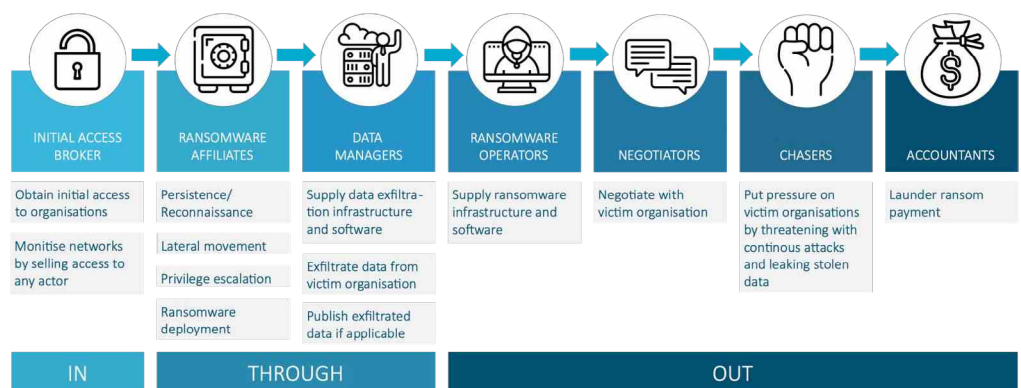 INITIAL ACCESS
BROKER
RANSOMWARE
AFFILIATES
DATA
MANAGERS
RANSOMWARE
OPERATORS
NEGOTIATORS
CHASERS
$
ACCOUNTANTS
Obtain initial access
to organisations
Monitise networks
by selling access to
any actor
Persistence/
Reconnaissance
Lateral movement
Privilege escalation
Ransomware
deployment
Supply data exfiltra-
tion infrastructure
and software
Exfiltrate data from
victim organisation
Publish exfiltrated
data if applicable
Supply ransomware
infrastructure and
software
Negotiate with
victim organisation
Put pressure on
victim organisations
by threatening with
continous attacks
and leaking stolen
data
Launder ransom
payment
IN
THROUGH
OUT